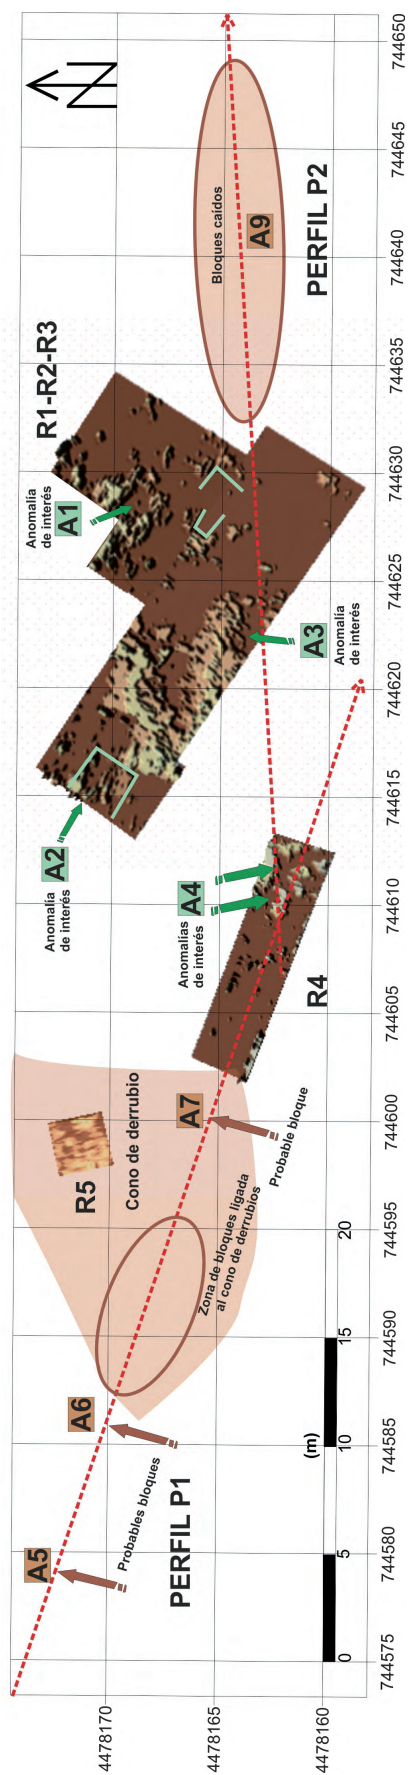 4478170
4478165
4478160
744575
744580
744585
744590
744595
744600
744605
744610
744615
744620
744625
744630
744635
744640
744645
744650
A5
Probables bloques
A6
PERFIL P1
0
5
10
15
20
(m)
Zona de bloques ligada
al cono de derrubios
R5
Cono de derrubio
A7
Probable bloque
R4
Anomalías
de interés
A4
Anomalía
de interés
A2
Anomalía
de interés
A1
A3
Anomalía
de interés
R1-R2-R3
Bloques caídos
A9
PERFIL P2
N